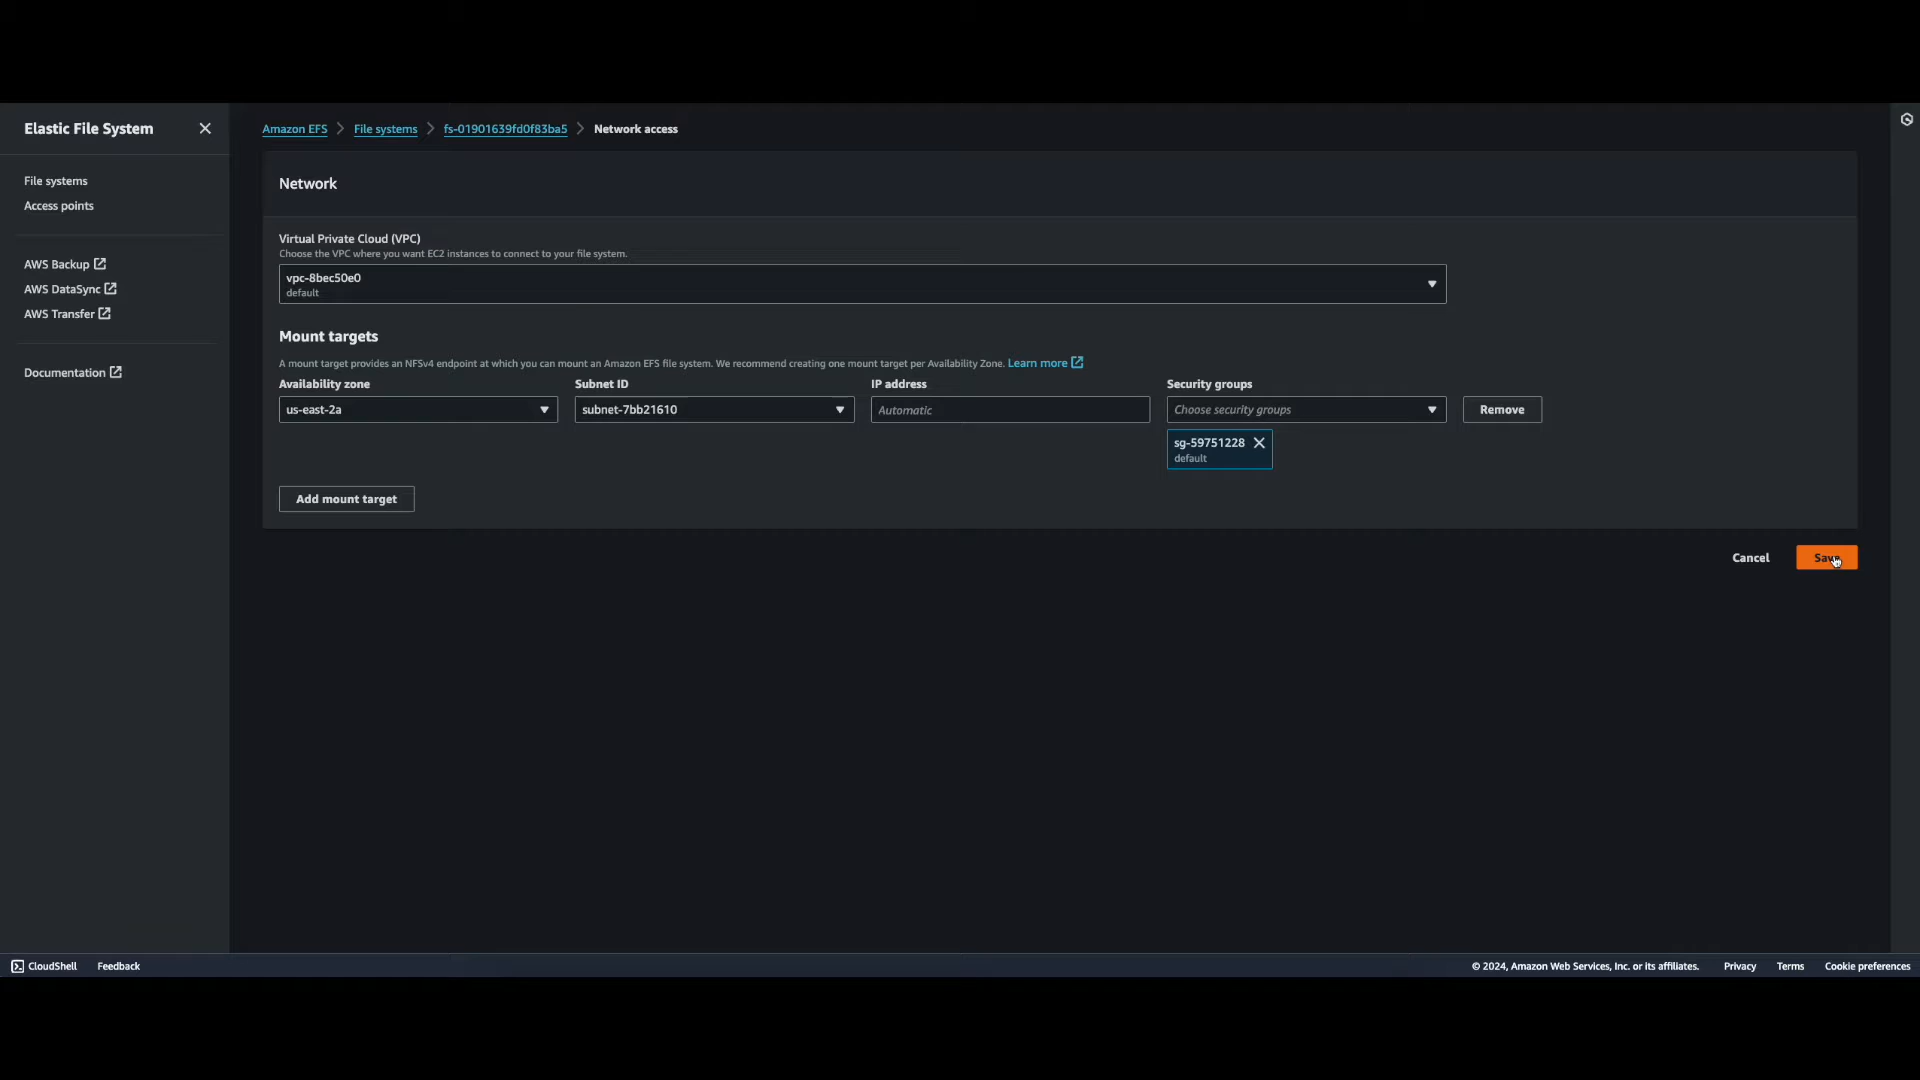 Elastic File System
File systems
Access points
AWS Backup
AWS DataSync
AWS Transfer
Documentation
Amazon EFS > File systems > fs-01901639fd0f83ba5 > Network access
Network
Virtual Private Cloud (VPC)
Choose the VPC where you want EC2 instances to connect to your file system.
vpc-8bec50e0
default
Mount targets
A mount target provides an NFSv4 endpoint at which you can mount an Amazon EFS file system. We recommend creating one mount target per Availability Zone. Learn more
Availability zone Subnet ID IP address Security groups
us-east-2a subnet-7bb21610 Automatic Choose security groups Remove
sg-59751228
default
Add mount target
Cancel Save
CloudShell Feedback © 2024, Amazon Web Services, Inc. or its affiliates. Privacy Terms Cookie preferences